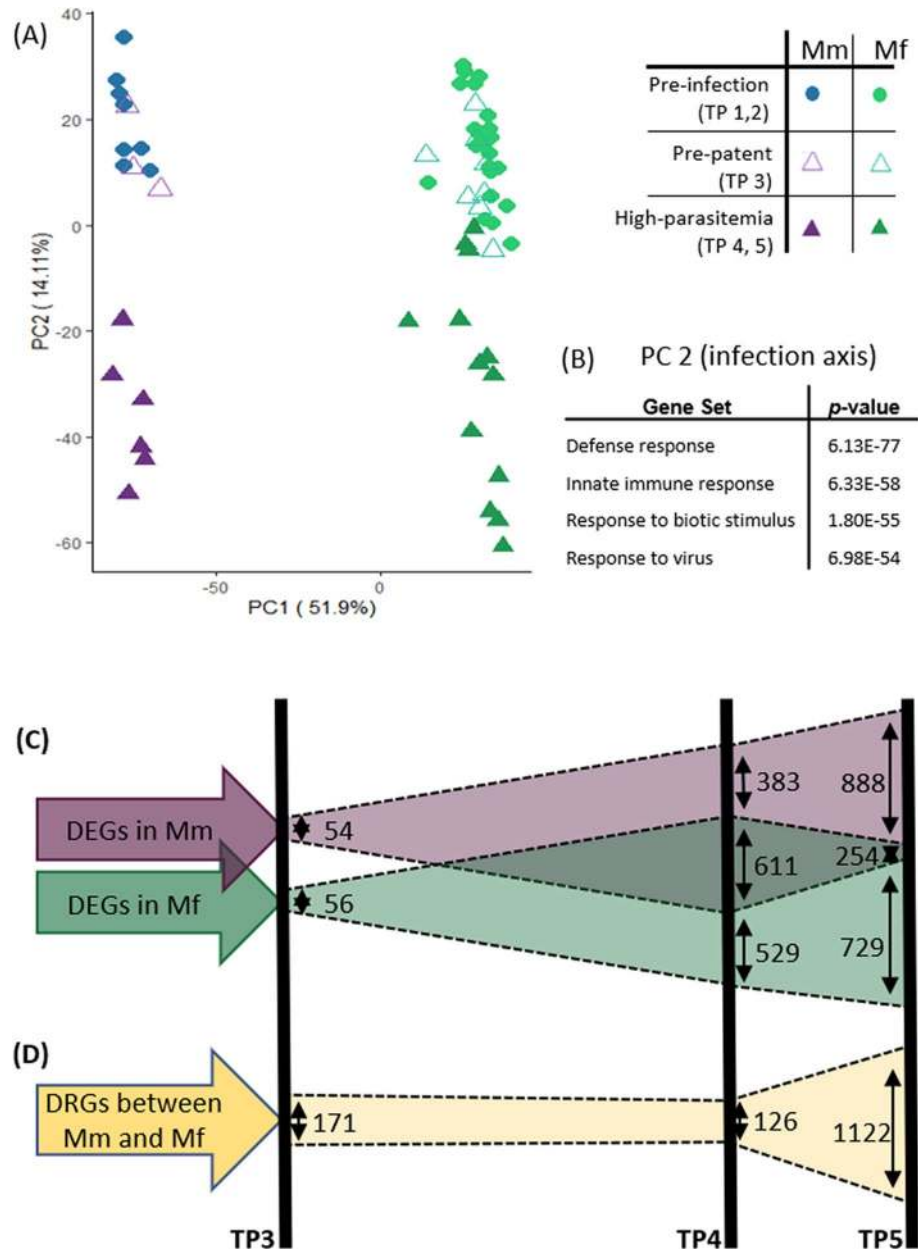 (A)
40
20
0
-20
-40
-60
PC2 ( 14.11%)
-50
0
PC1 ( 51.9%)
Mm Mf
Pre-infection
(TP 1,2)
Pre-patent
(TP 3)
High-parasitemia
(TP 4, 5)
(B) PC 2 (infection axis)
Gene Set p-value
Defense response 6.13E-77
Innate immune response 6.33E-58
Response to biotic stimulus 1.80E-55
Response to virus 6.98E-54
(C)
DEGs in Mm
54
383
888
611
254
DEGs in Mf
56
529
729
(D)
DRGs between
Mm and Mf
171
126
1122
TP3 TP4 TP5